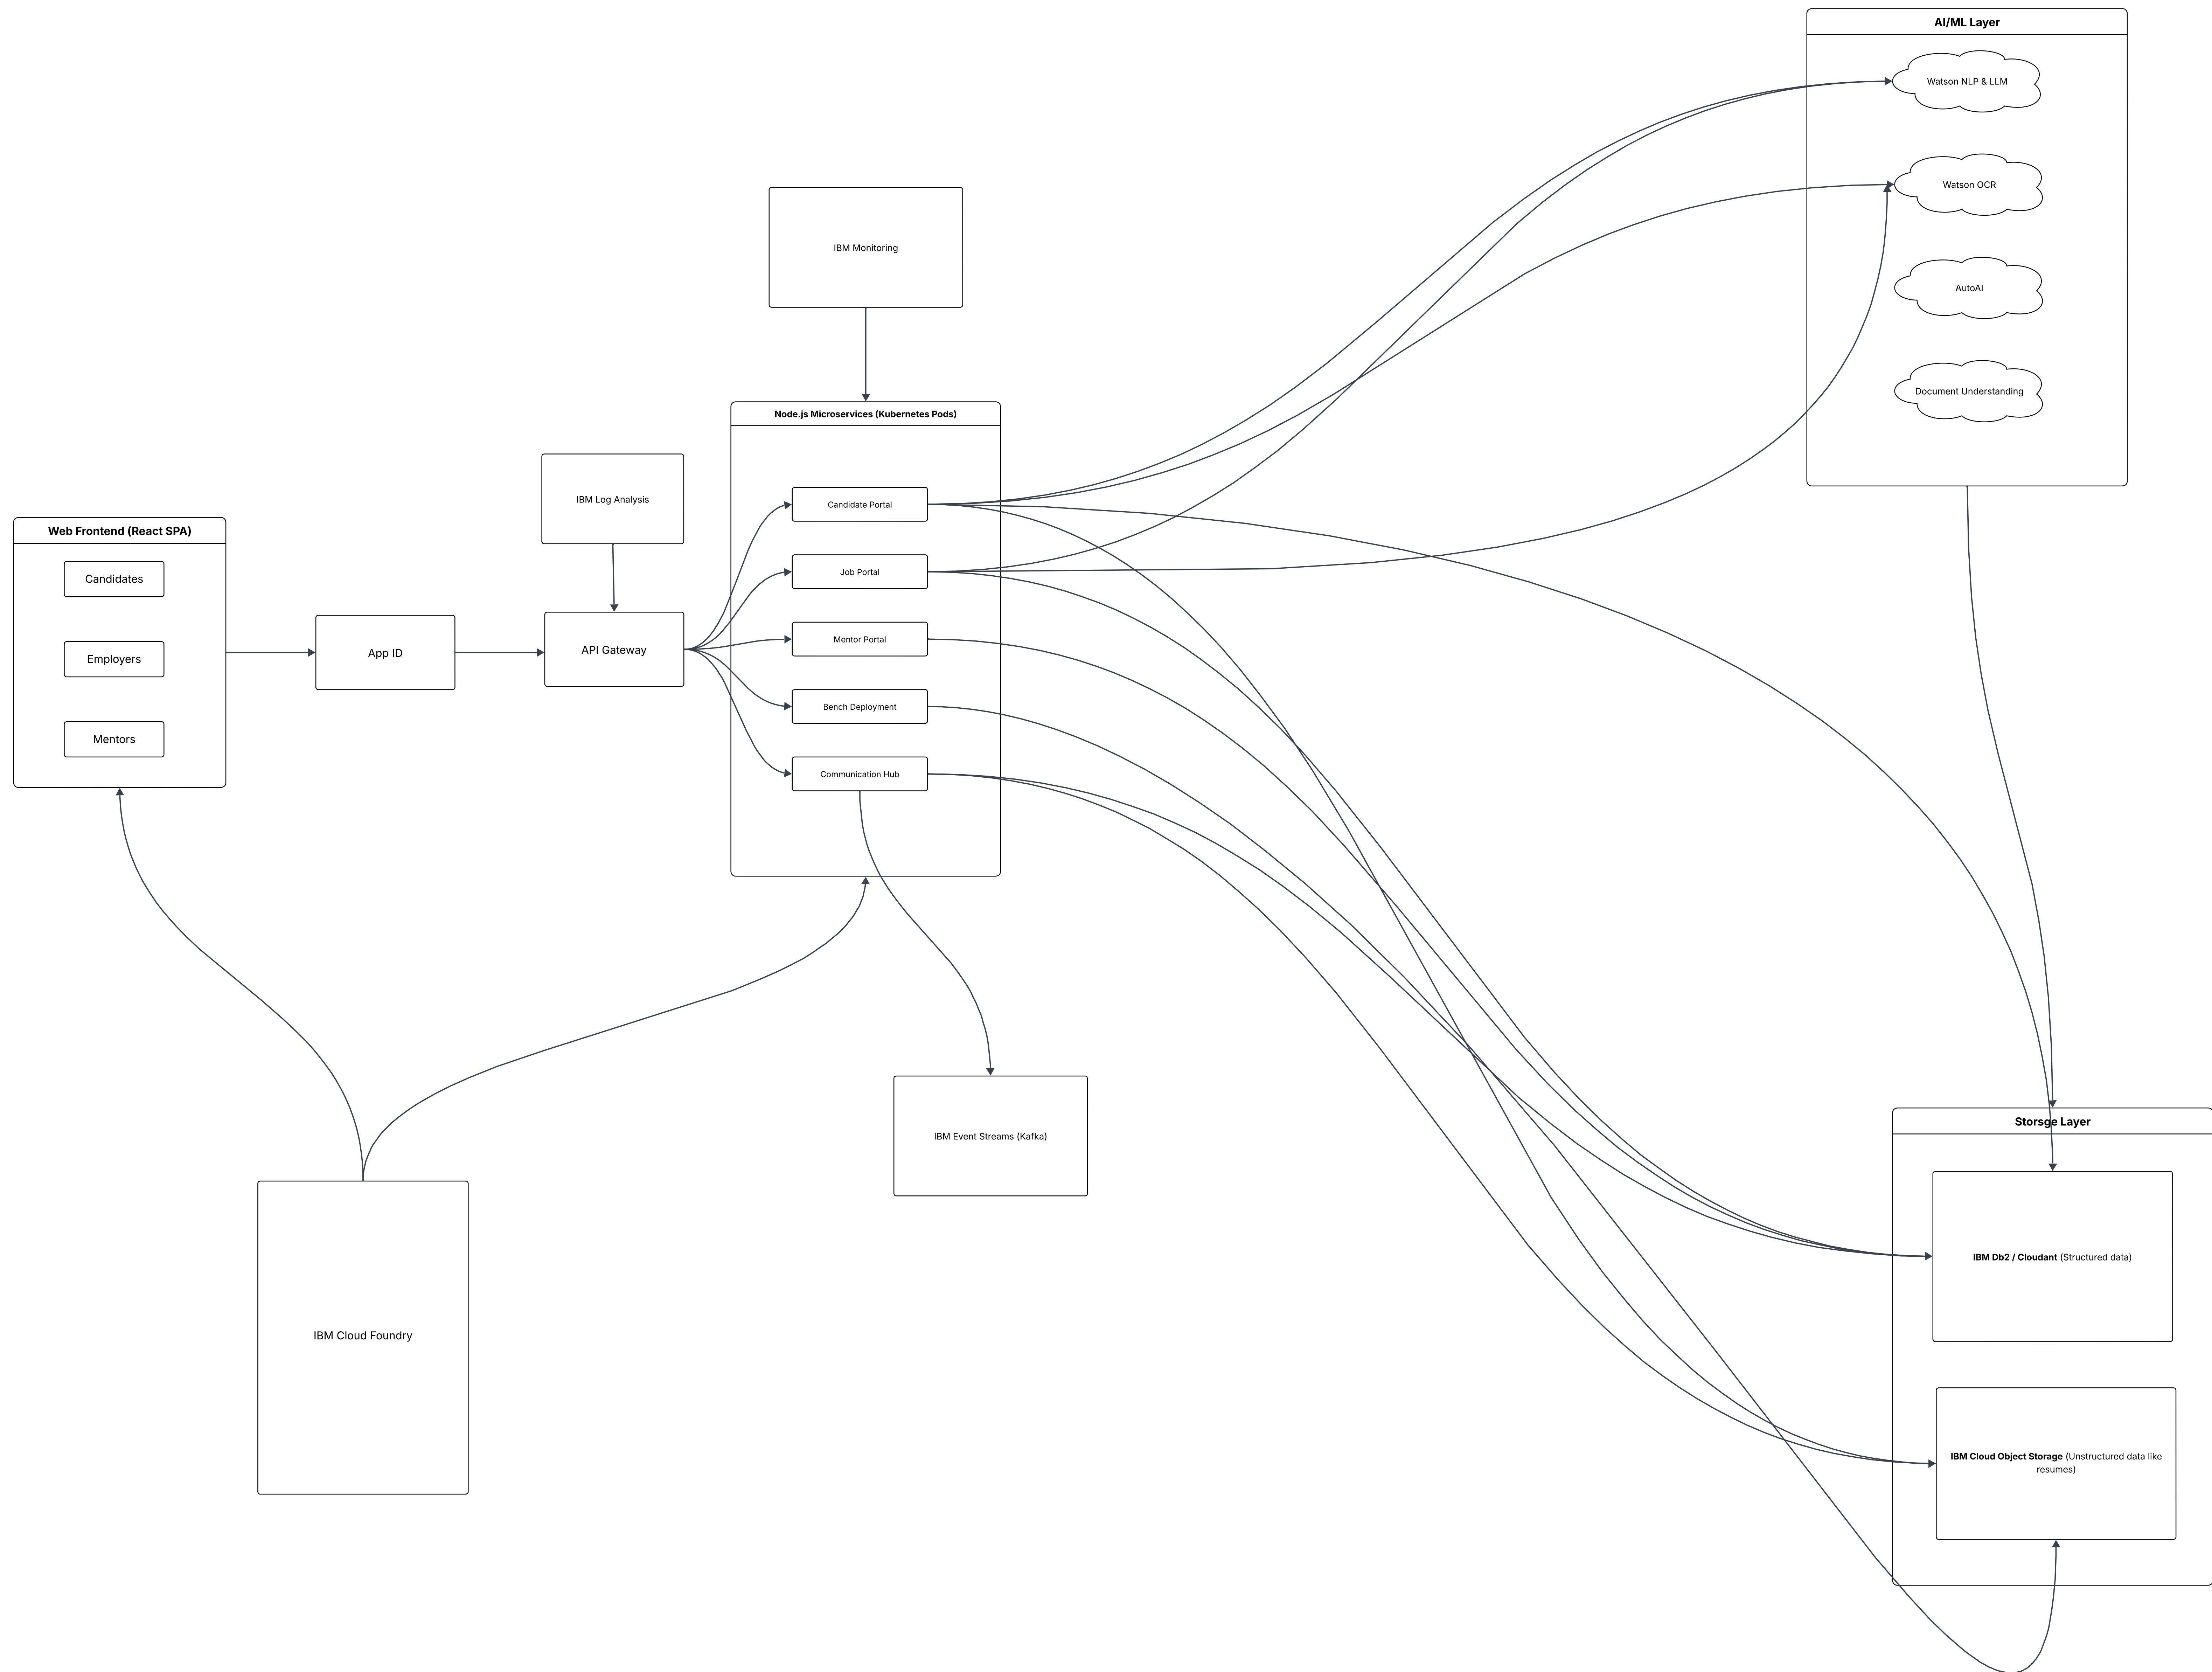 AI/ML Layer
Watson NLP & LLM
Watson OCR
AutoAI
Document Understanding
IBM Monitoring
Node.js Microservices (Kubernetes Pods)
Candidate Portal
Job Portal
Mentor Portal
Bench Deployment
Communication Hub
IBM Log Analysis
API Gateway
App ID
Web Frontend (React SPA)
Candidates
Employers
Mentors
IBM Event Streams (Kafka)
IBM Cloud Foundry
Storsge Layer
IBM Db2 / Cloudant (Structured data)
IBM Cloud Object Storage (Unstructured data like
resumes)